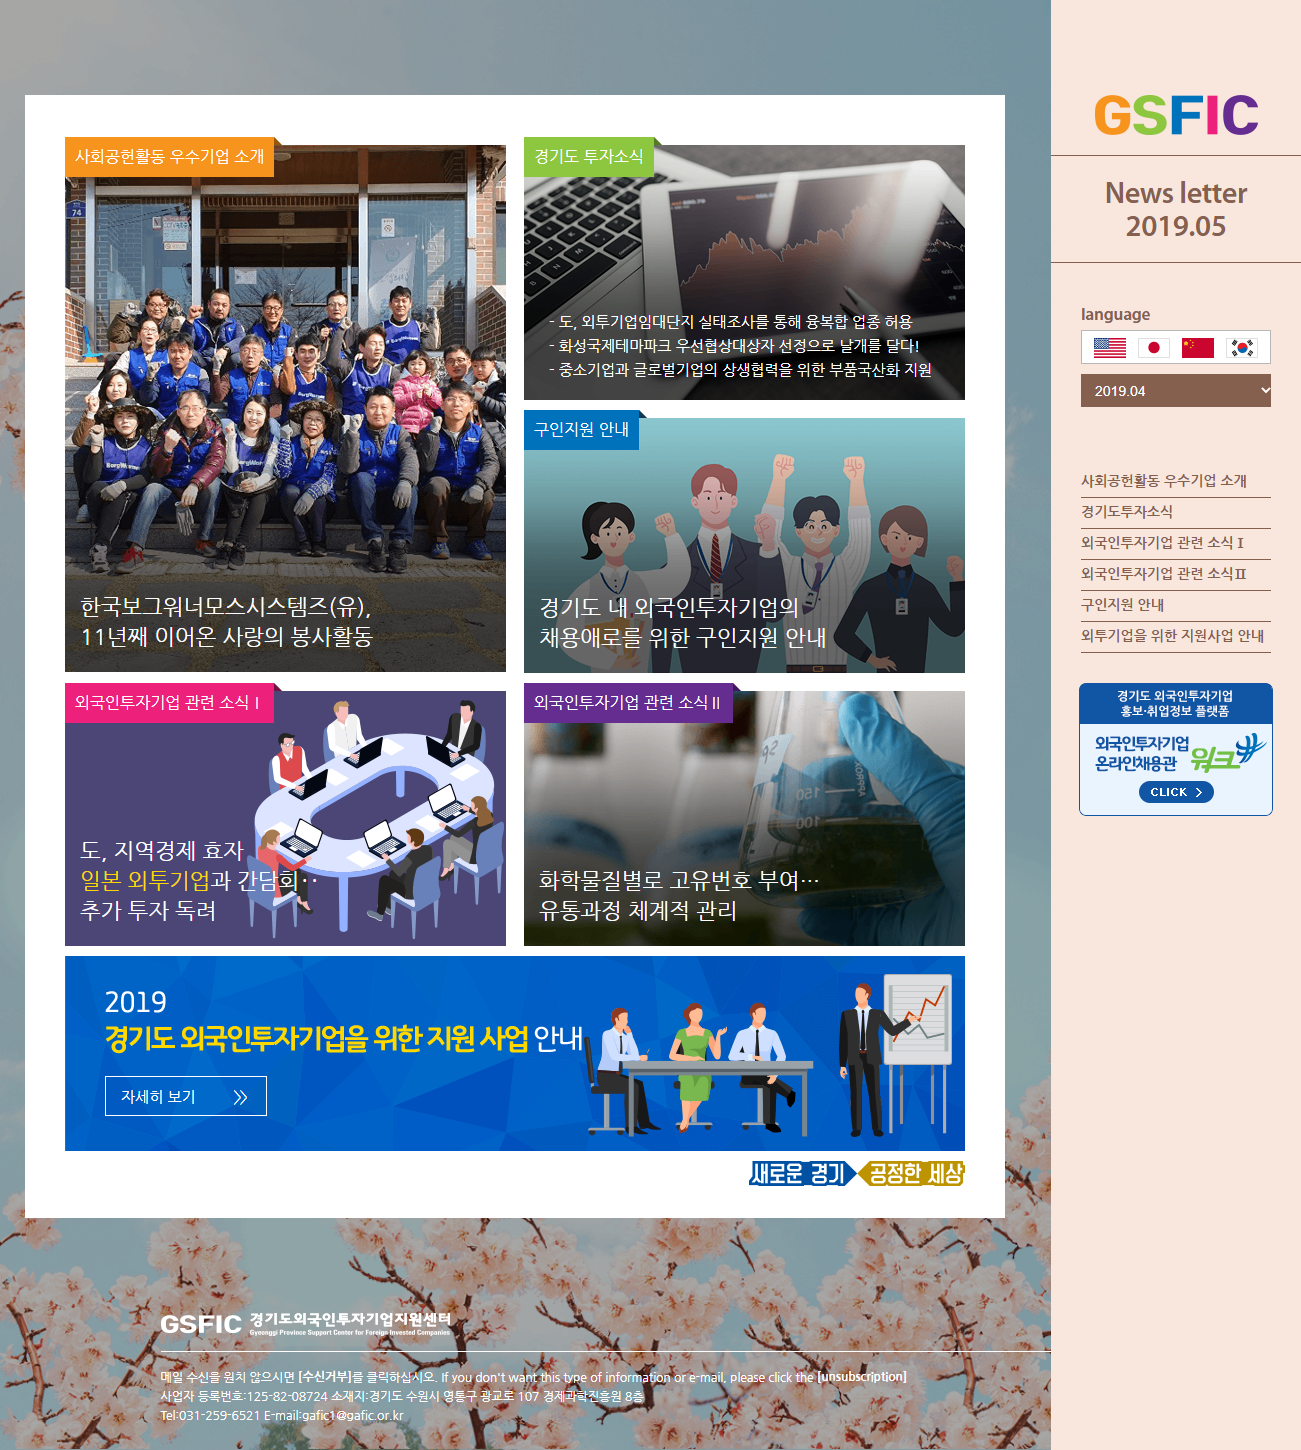 사회공헌활동 우수기업 소개
74
BorgWarner
한국보그워너모스시스템즈(유),
11년째 이어온 사랑의 봉사활동
경기도 투자소식
- 도, 외투기업임대단지 실태조사를 통해 융복합 업종 허용
- 화성국제테마파크 우선협상대상자 선정으로 날개를 달다!
- 중소기업과 글로벌기업의 상생협력을 위한 부품국산화 지원
구인지원 안내
경기도 내 외국인투자기업의
채용애로를 위한 구인지원 안내
외국인투자기업 관련 소식 I
도, 지역경제 효자
일본 외투기업과 간담회‥
추가 투자 독려
외국인투자기업 관련 소식 II
화학물질별로 고유번호 부여…
유통과정 체계적 관리
2019
경기도 외국인투자기업을 위한 지원 사업 안내
자세히 보기
새로운 경기 공정한 세상
GSFIC
News letter
2019.05
language
2019.04
사회공헌활동 우수기업 소개
경기도투자소식
외국인투자기업 관련 소식 I
외국인투자기업 관련 소식 II
구인지원 안내
외투기업을 위한 지원사업 안내
경기도 외국인투자기업
홍보·취업정보 플랫폼
외국인투자기업
온라인채용관 워크
CLICK
GSFIC 경기도외국인투자기업지원센터
Gyeonggi Province Support Center for Foreign Invested Companies
메일 수신을 원치 않으시면 [수신거부]를 클릭하십시오. If you don't want this type of information or e-mail, please click the [unsubscription]
사업자 등록번호:125-82-08724 소재지:경기도 수원시 영통구 광교로 107 경제과학진흥원 8층
Tel:031-259-6521 E-mail:gafic1@gafic.or.kr